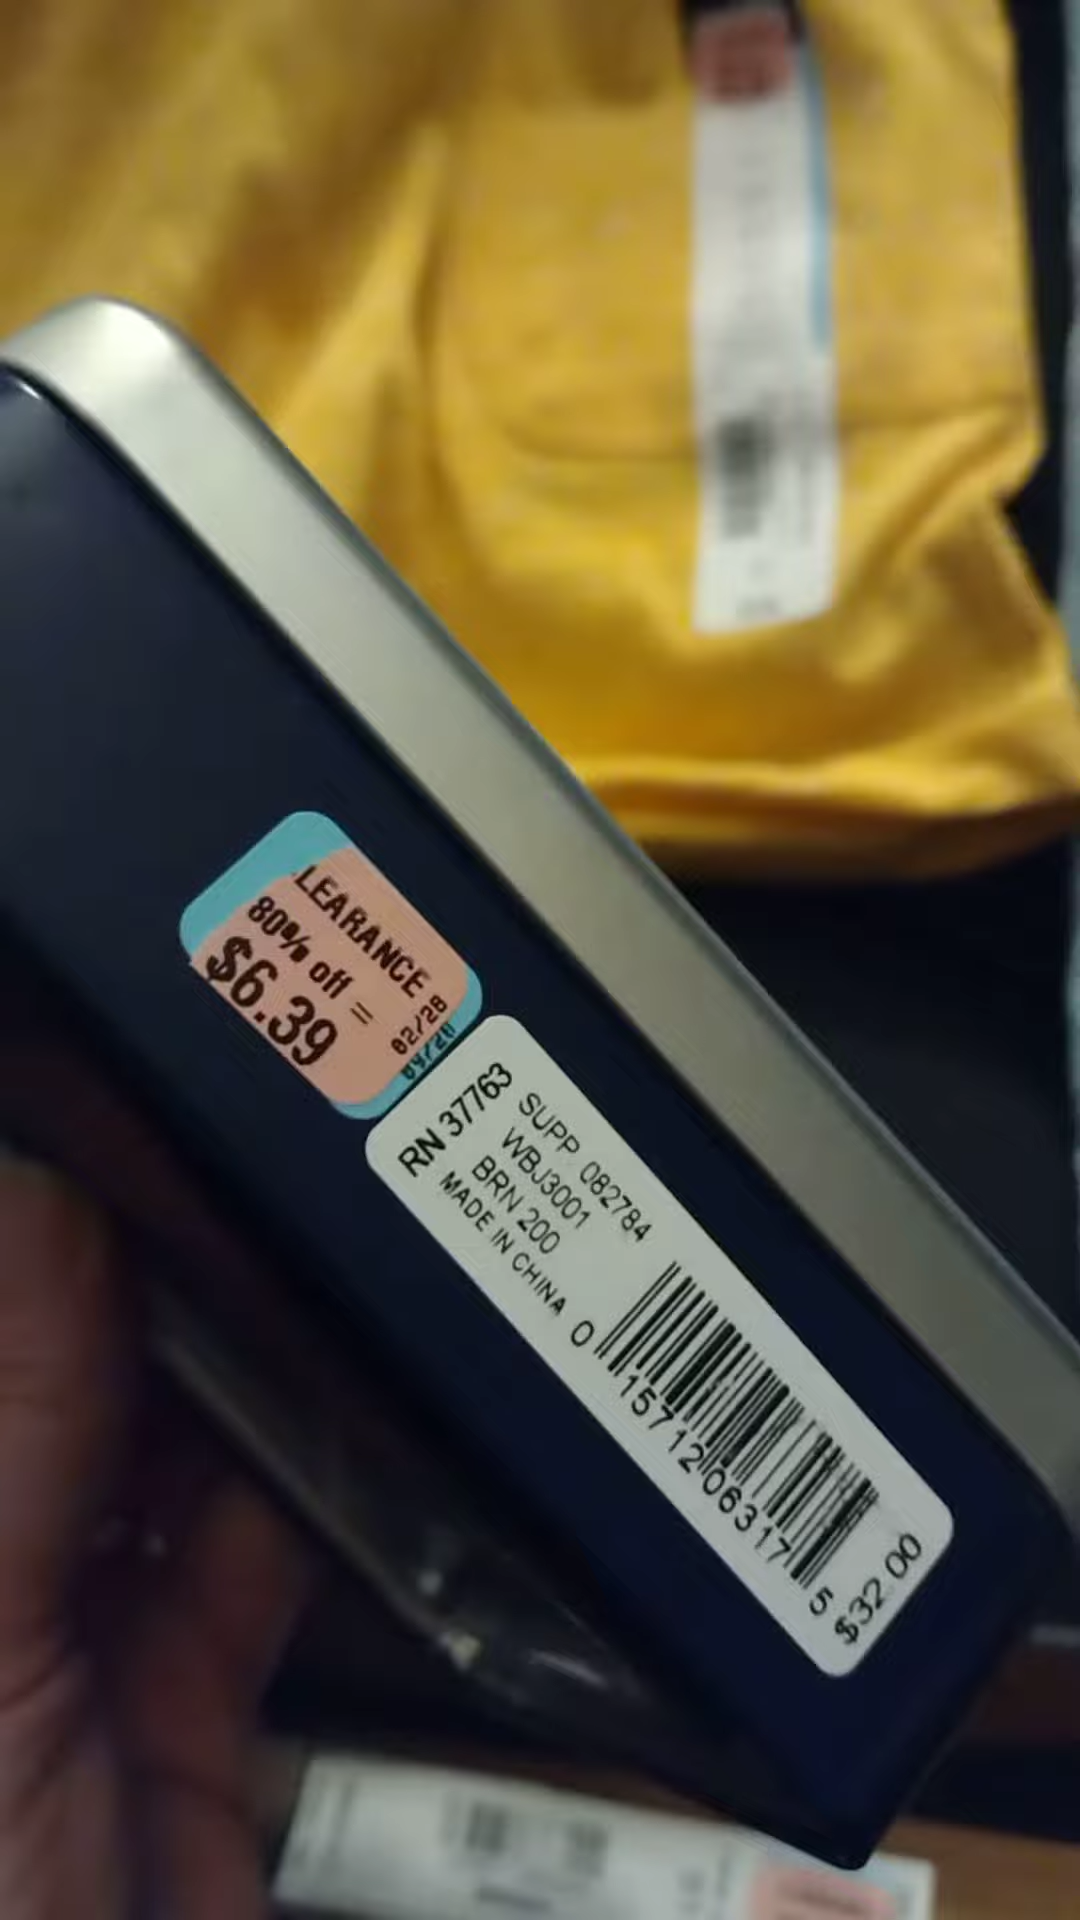 LEARANCE
80% off =
$6.39
02/28
RN 37763
SUPP 082784
WBJ3001
BRN 200
MADE IN CHINA
0 15712 06317 5
$32.00